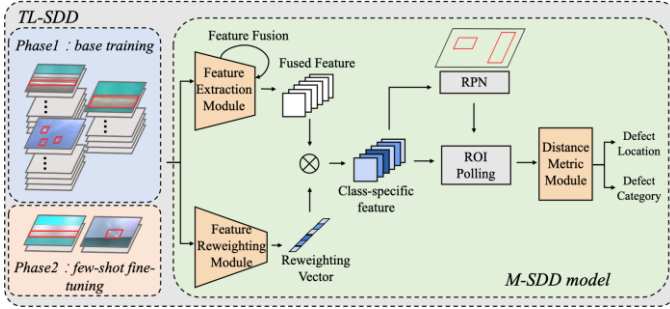 TL-SDD
Phase1：base training
Feature Fusion
Feature
Extraction
Module
Fused Feature
RPN
Class-specific
feature
ROI
Polling
Distance
Metric
Module
Defect
Location
Defect
Category
Feature
Reweighting
Module
Reweighting
Vector
Phase2：few-shot fine-
tuning
M-SDD model